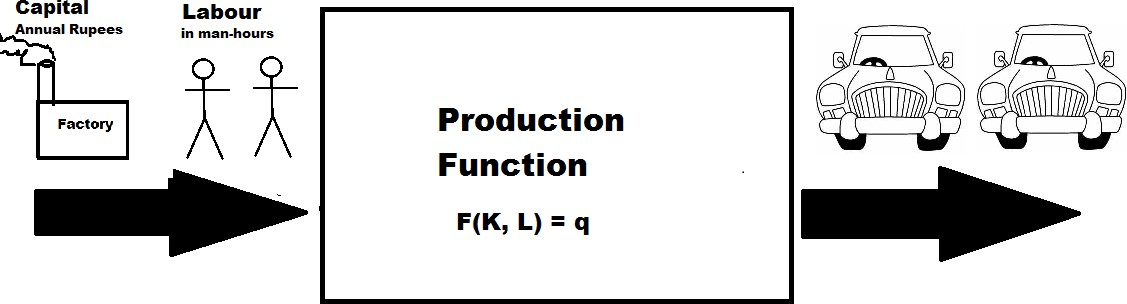 Capital
Annual Rupees
Labour
in man-hours
Factory
Production
Function
F(K, L) = q